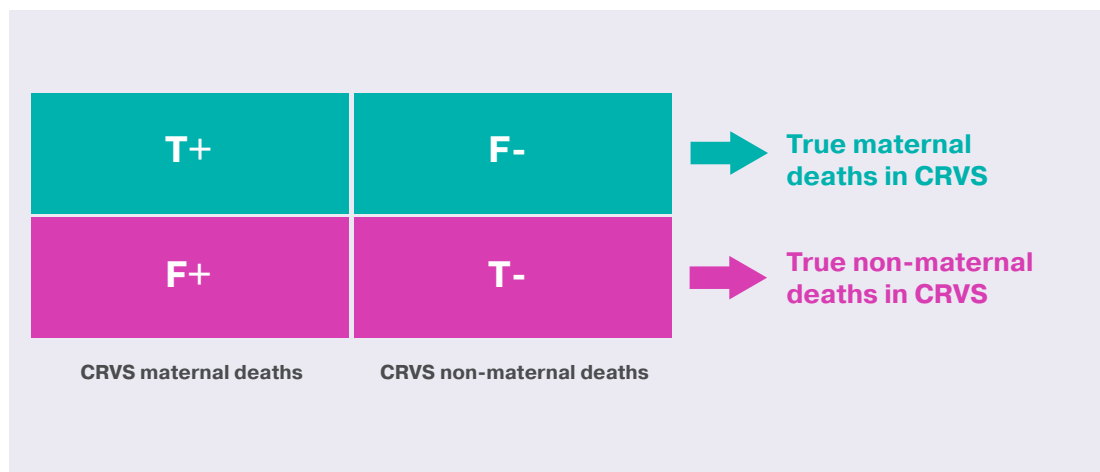 T+
F-
True maternal
deaths in CRVS
F+
T-
True non-maternal
deaths in CRVS
CRVS maternal deaths
CRVS non-maternal deaths